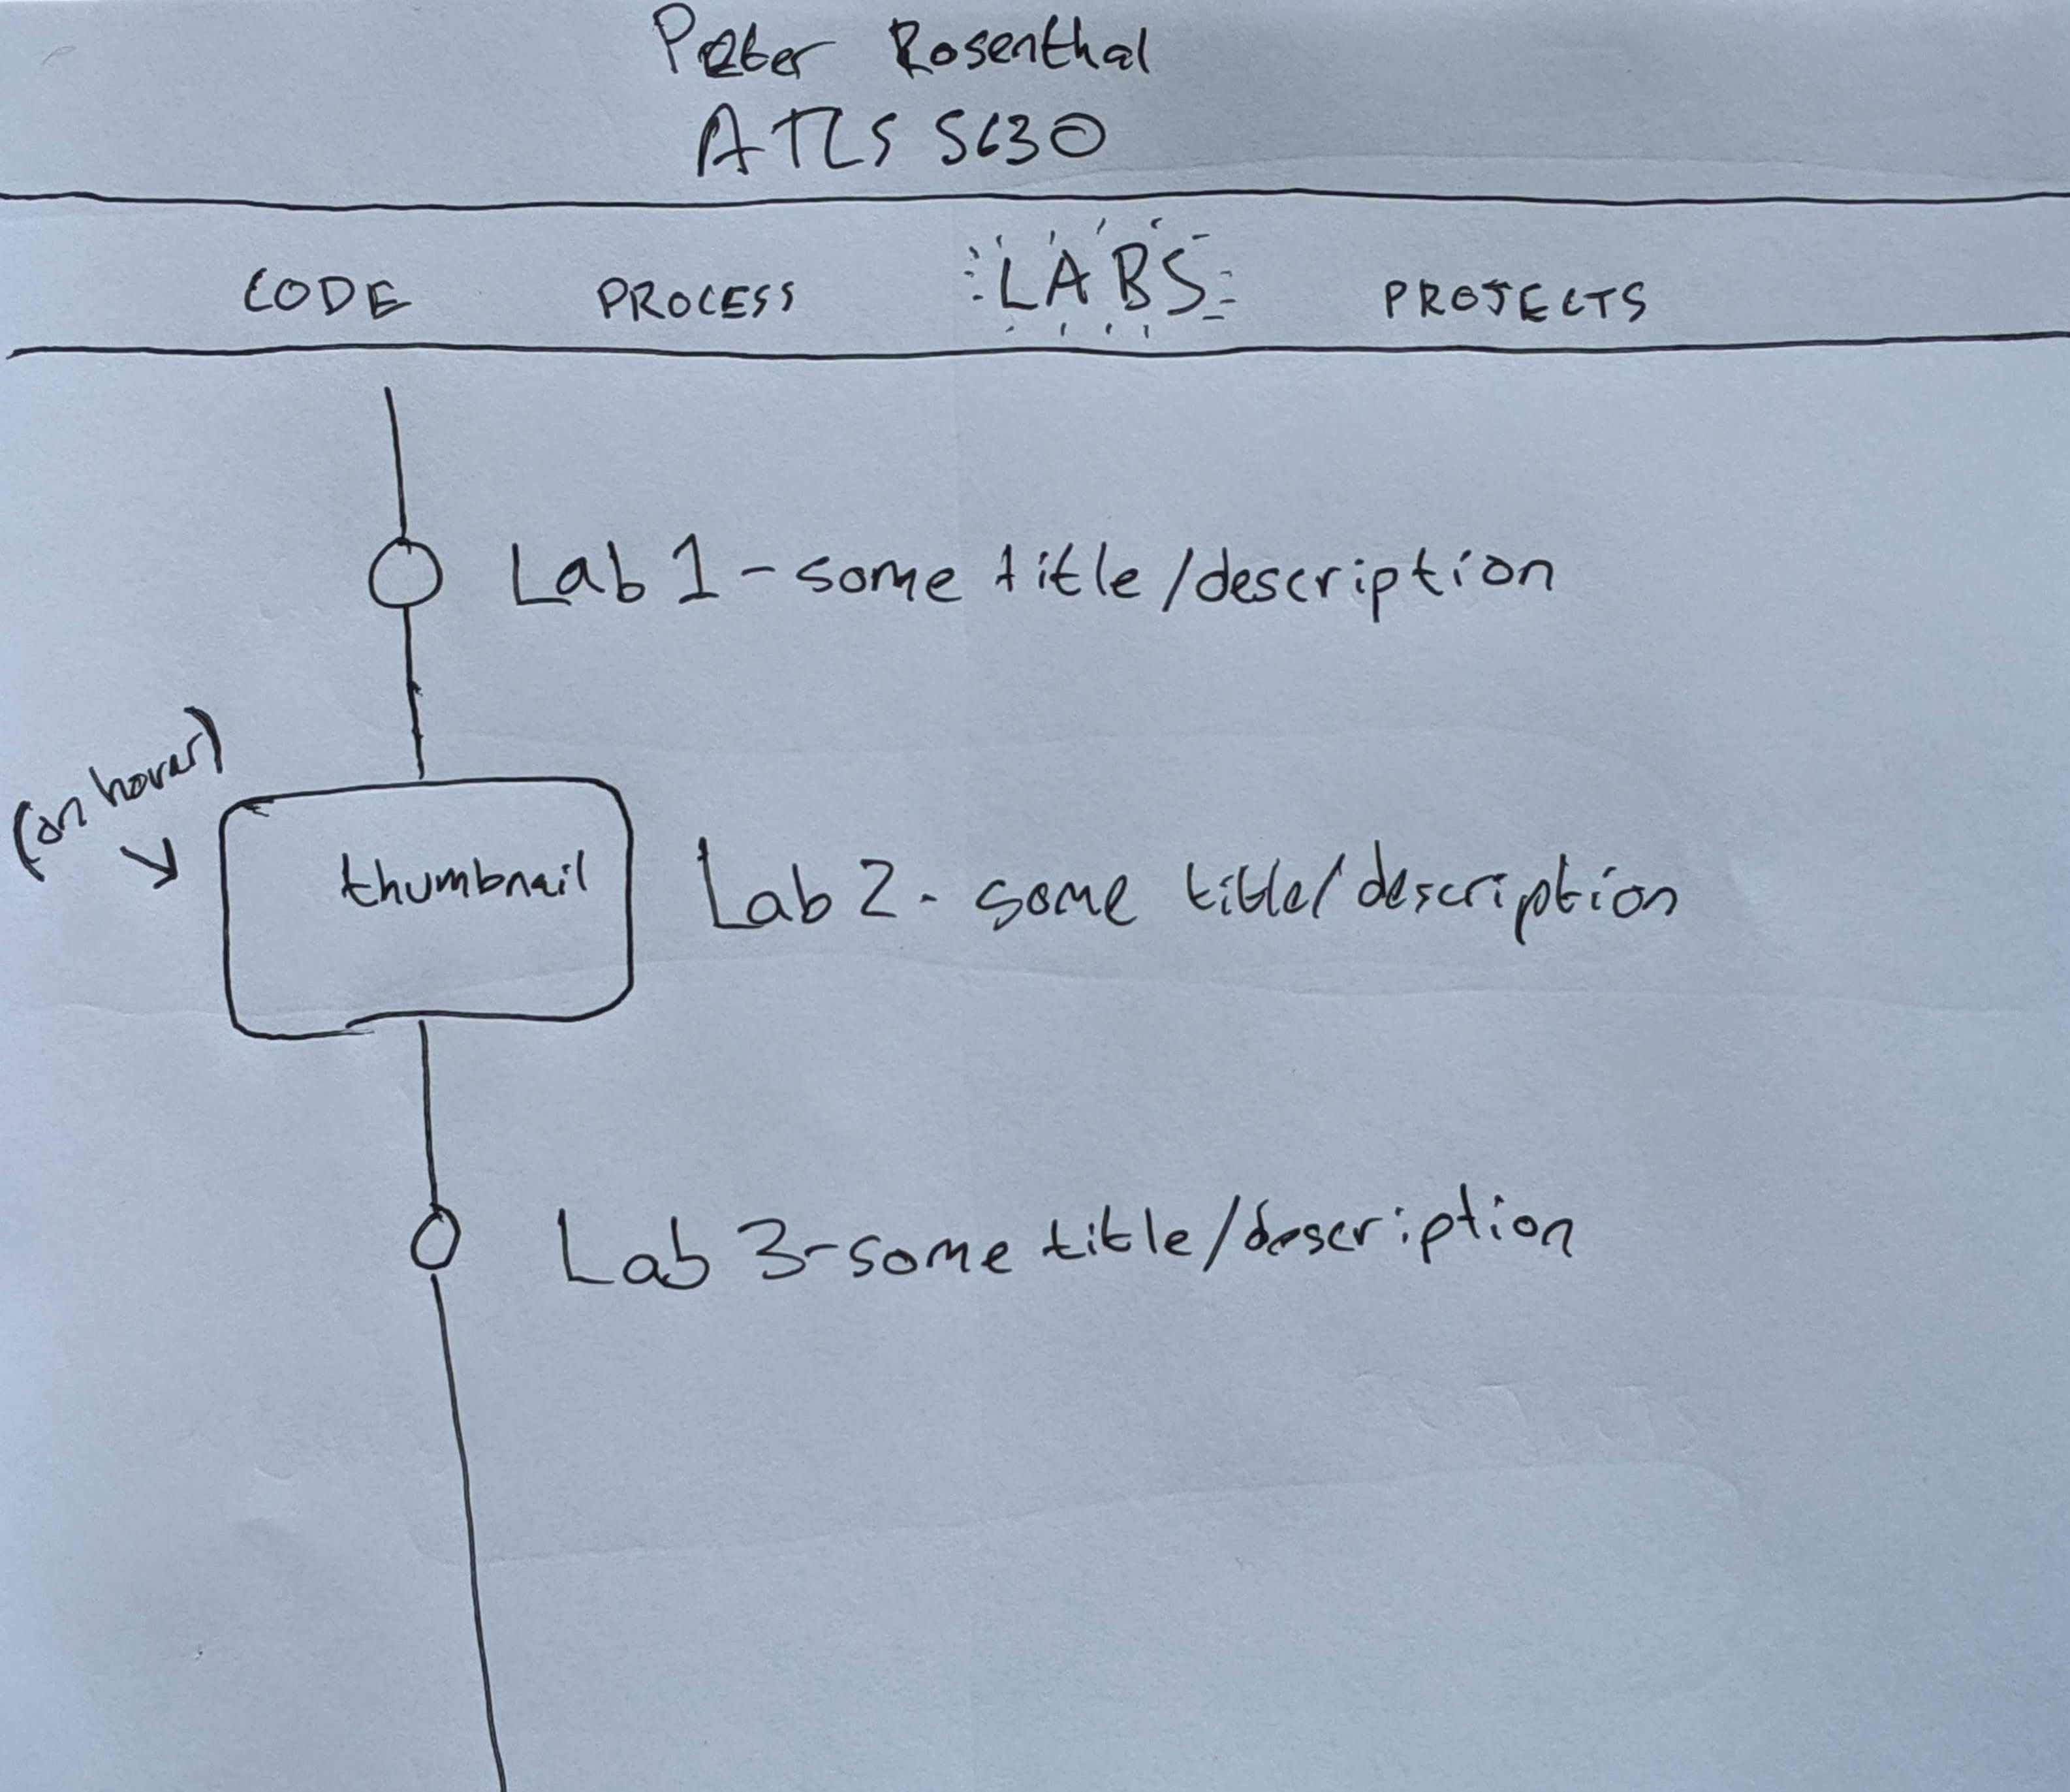 Peter Rosenthal
ATLS 5630
CODE PROCESS LABS PROJECTS
Lab 1 - some title/description
(on hover)
thumbnail
Lab 2 - some title/description
Lab 3 - some title/description